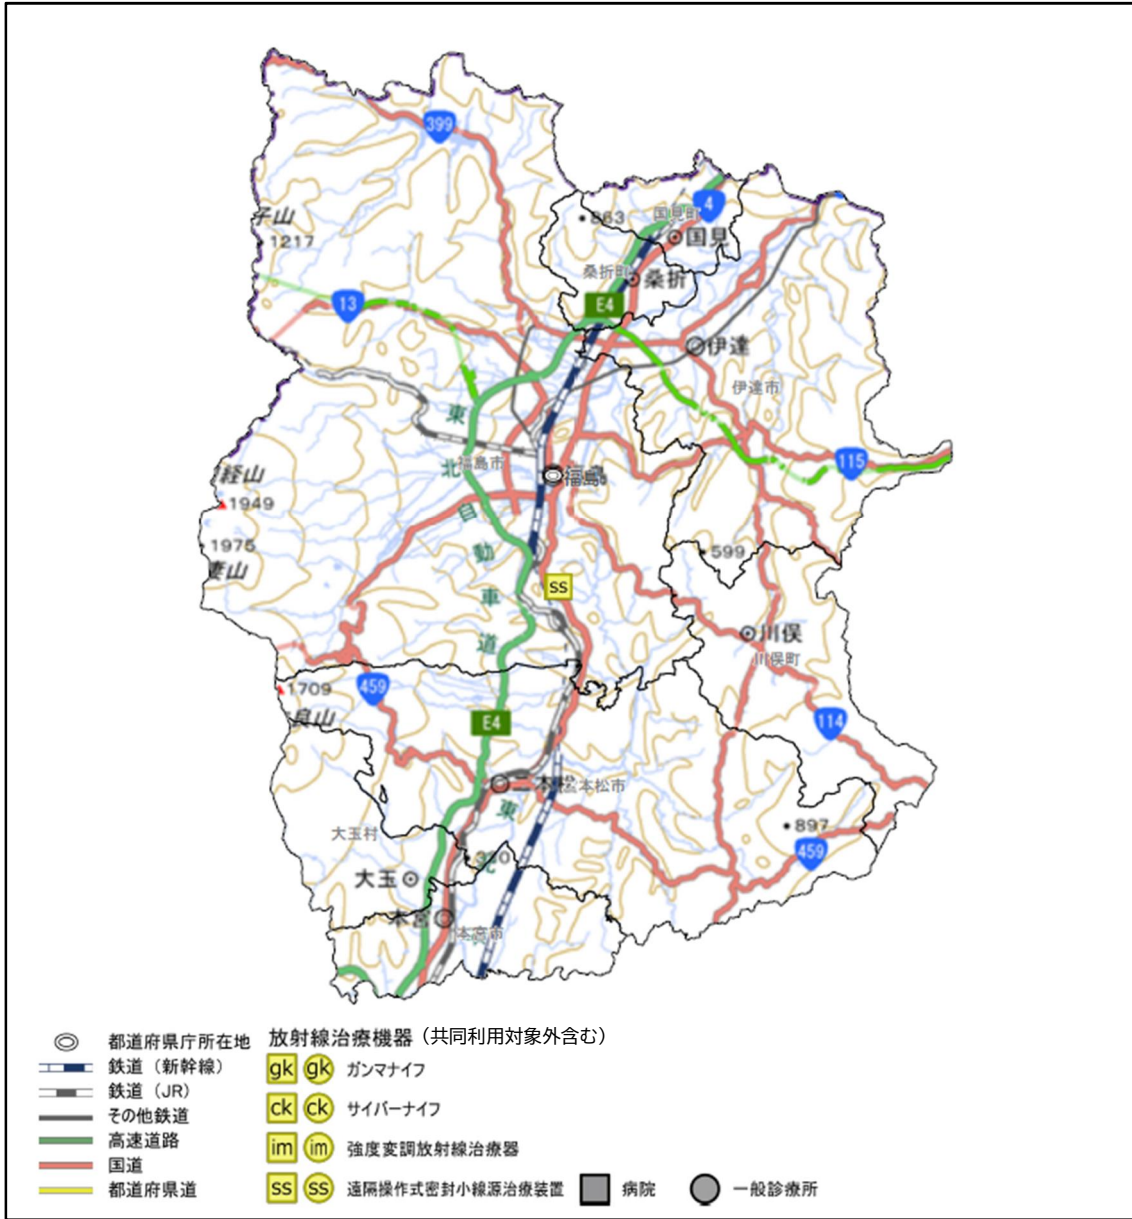 399
4
863
国見町
国見
子山
1217
桑折町
桑折
13
E4
伊達
伊達市
東
北
福島市
115
福島
経山
1949
自
動
1975
599
妻山
ss
車
川俣
道
川俣町
1709
459
良山
E4
114
二本松
二本松市
東
897
大玉村
459
330
北
大玉
本宮
本宮市
都道府県庁所在地
鉄道（新幹線）
鉄道（JR）
その他鉄道
高速道路
国道
都道府県道
放射線治療機器（共同利用対象外含む）
gk gk ガンマナイフ
ck ck サイバーナイフ
im im 強度変調放射線治療器
ss ss 遠隔操作式密封小線源治療装置 病院 一般診療所